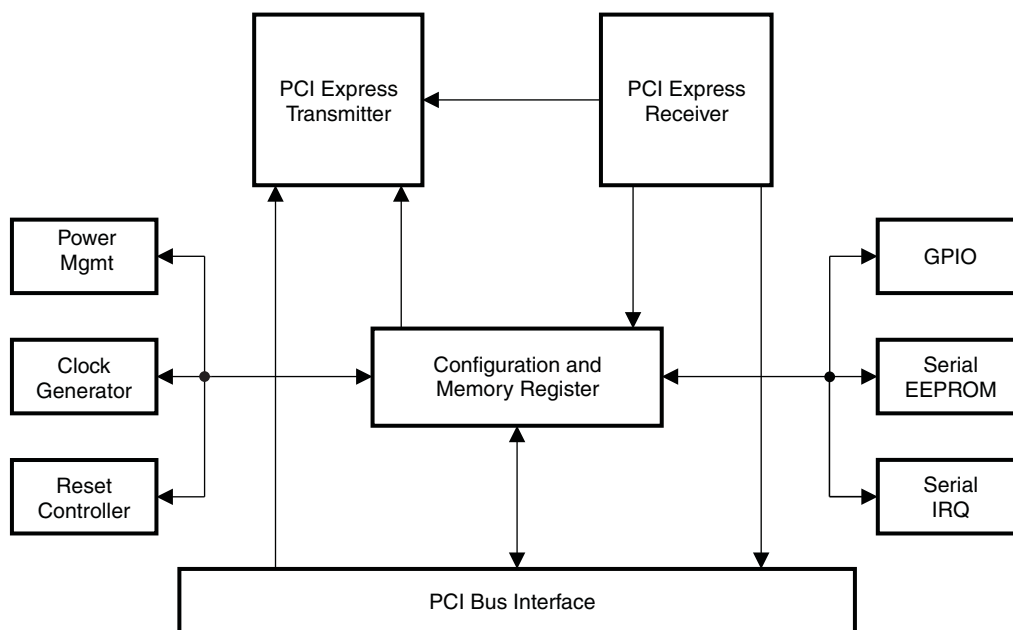 PCI Express
Transmitter
PCI Express
Receiver
Power
Mgmt
GPIO
Clock
Generator
Configuration and
Memory Register
Serial
EEPROM
Reset
Controller
Serial
IRQ
PCI Bus Interface